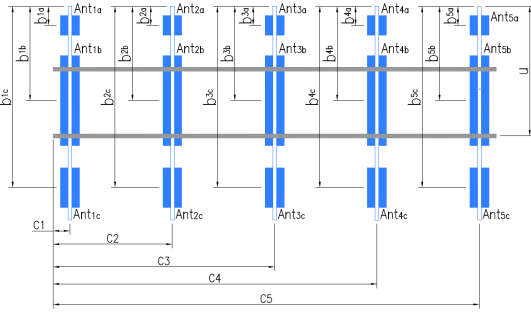 Ant1a Ant2a Ant3a Ant4a Ant5a
b1a b2a b3a b4a b5a
Ant1b Ant2b Ant3b Ant4b Ant5b
b1b b2b b3b b4b b5b
u
b1c b2c b3c b4c b5c
Ant1c Ant2c Ant3c Ant4c Ant5c
C1
C2
C3
C4
C5